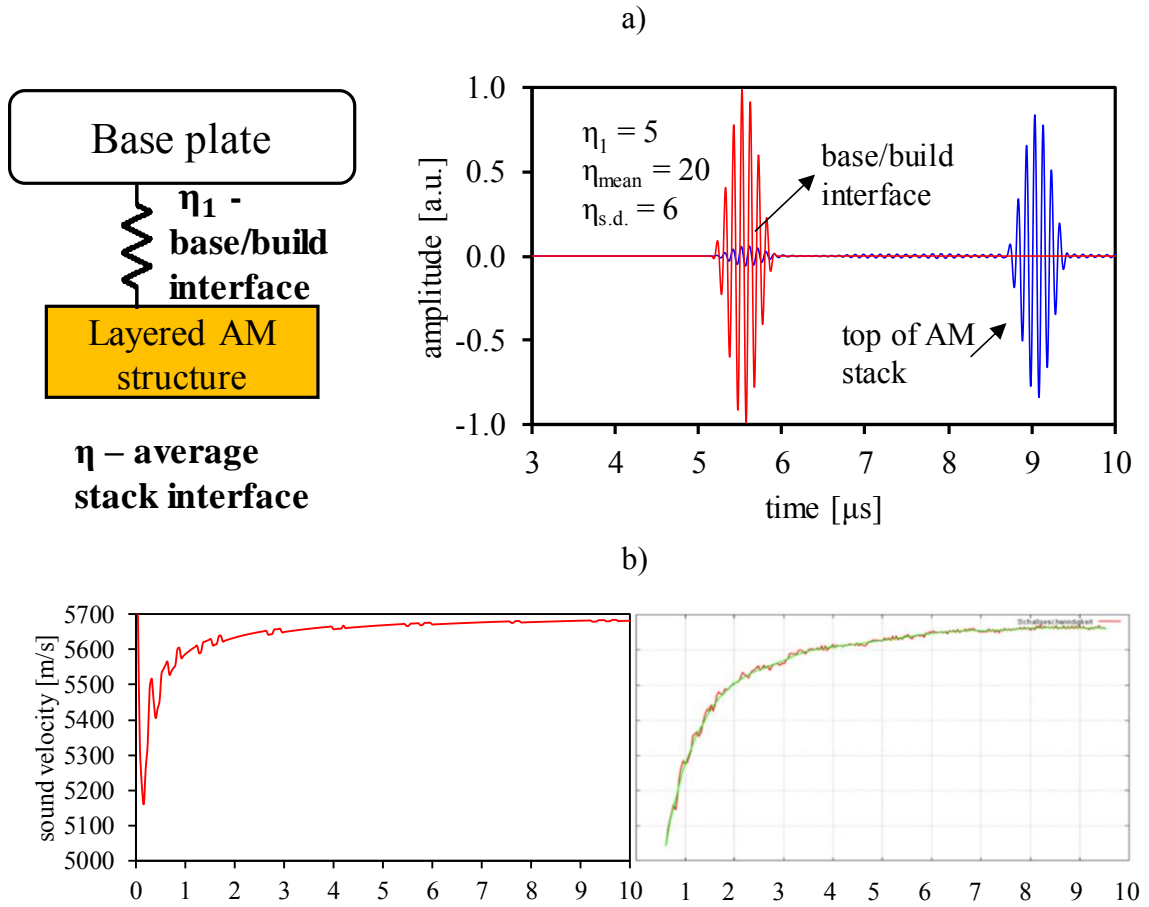 a)
Base plate
η₁ -
base/build
interface
Layered AM
structure
η – average
stack interface
1.0
0.5
0.0
-0.5
-1.0
amplitude [a.u.]
η₁ = 5
ηmean = 20
ηs.d. = 6
base/build
interface
top of AM
stack
3 4 5 6 7 8 9 10
time [μs]
b)
5700
5600
5500
5400
5300
5200
5100
5000
sound velocity [m/s]
0 1 2 3 4 5 6 7 8 9 10
Schallgeschwindigkeit
1 2 3 4 5 6 7 8 9 10